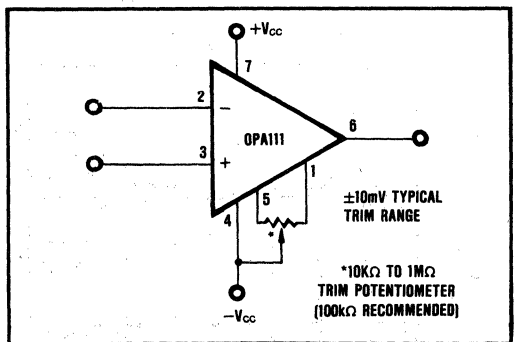 +Vcc
7
2
−
OPA111
6
3
+
1
5
4
*
±10mV TYPICAL
TRIM RANGE
*10KΩ TO 1MΩ
TRIM POTENTIOMETER
(100kΩ RECOMMENDED)
−Vcc